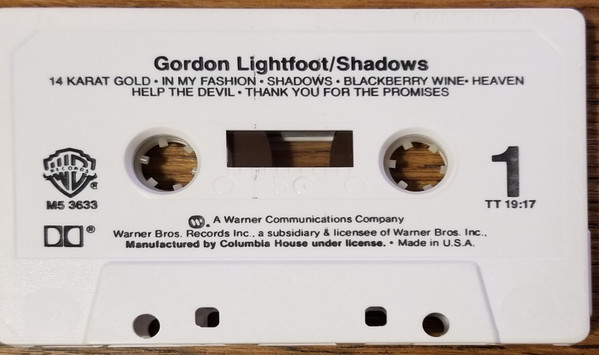 Gordon Lightfoot/Shadows
14 KARAT GOLD • IN MY FASHION • SHADOWS • BLACKBERRY WINE• HEAVEN
HELP THE DEVIL • THANK YOU FOR THE PROMISES
WB
RECORDS
®
M5 3633
1
TT 19:17
A Warner Communications Company
®
Warner Bros. Records Inc., a subsidiary & licensee of Warner Bros. Inc.,
Manufactured by Columbia House under license. • Made in U.S.A.